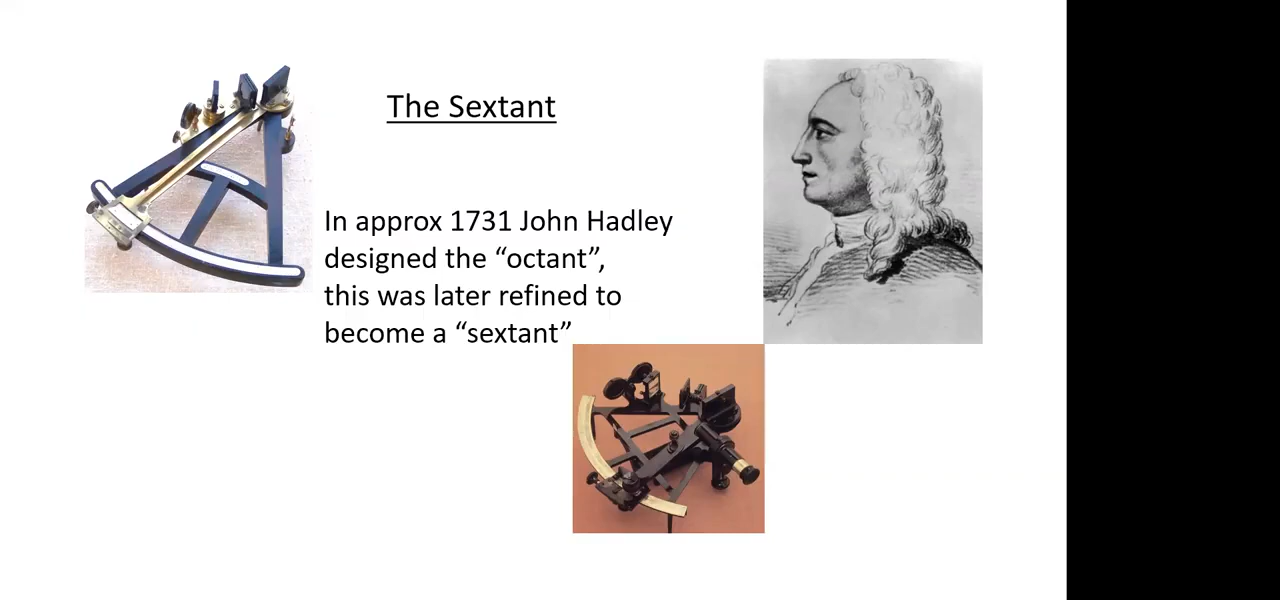 The Sextant
In approx 1731 John Hadley
designed the “octant”,
this was later refined to
become a “sextant”